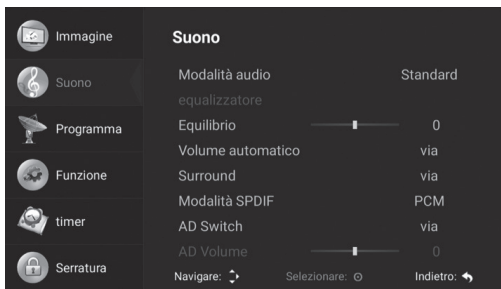 Immagine
Suono
Programma
Funzione
timer
Serratura
Suono
Modalità audio Standard
equalizzatore
Equilibrio 0
Volume automatico via
Surround via
Modalità SPDIF PCM
AD Switch via
AD Volume 0
Navigare: Selezionare: Indietro: